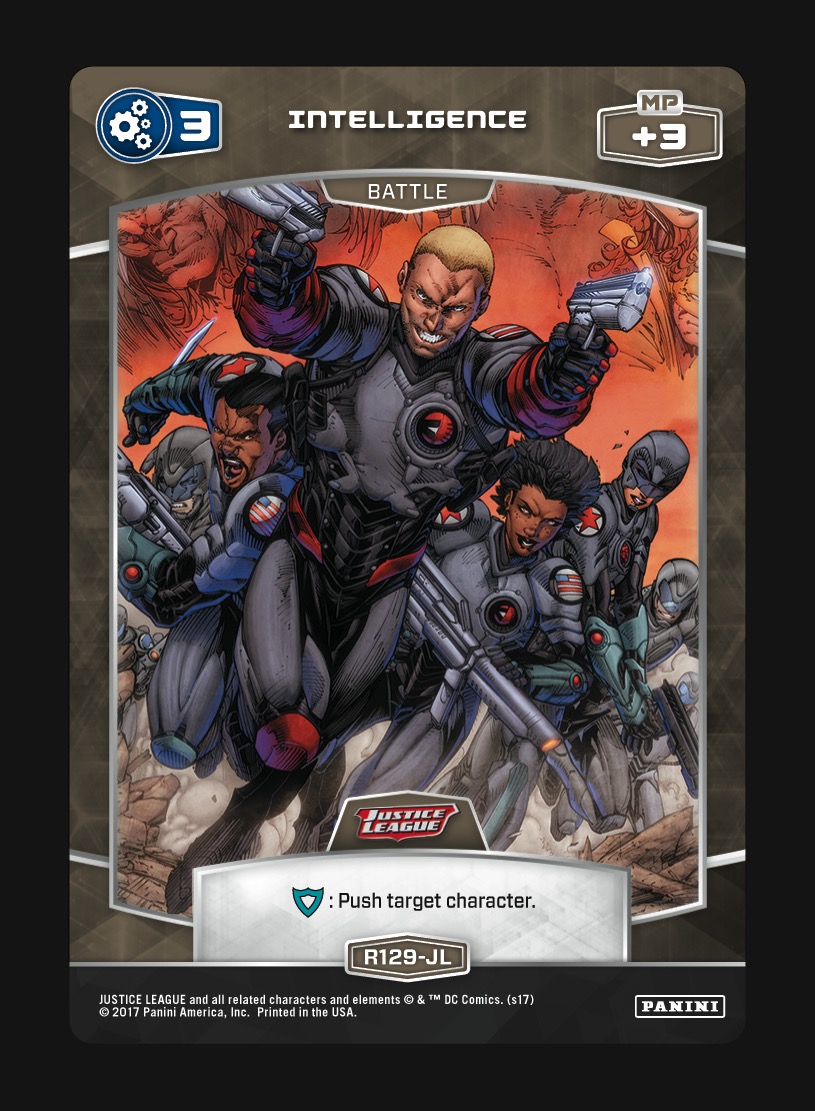 3
INTELLIGENCE
MP
+3
BATTLE
JUSTICE
LEAGUE
: Push target character.
R129-JL
JUSTICE LEAGUE and all related characters and elements © & ™ DC Comics. (s17)
© 2017 Panini America, Inc. Printed in the USA.
PANINI